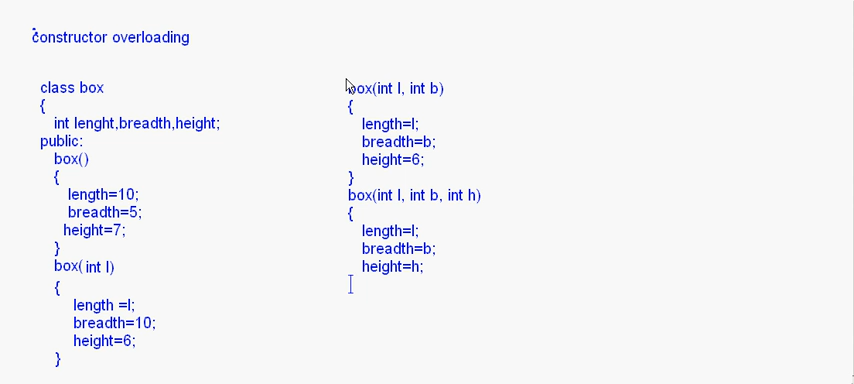 constructor overloading
class box
{
int lenght,breadth,height;
public:
box()
{
length=10;
breadth=5;
height=7;
}
box( int l)
{
length =l;
breadth=10;
height=6;
}
box(int l, int b)
{
length=l;
breadth=b;
height=6;
}
box(int l, int b, int h)
{
length=l;
breadth=b;
height=h;